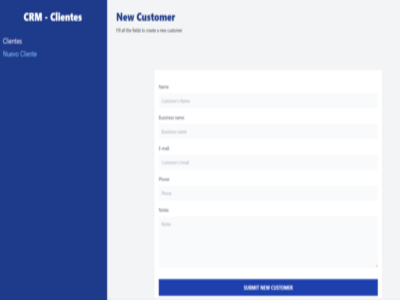 CRM - Clientes
Clientes
Nuevo Cliente
New Customer
Fill all the fields to create a new customer
Name:
Customer's Name
Business name:
Business name
E-mail:
Customer's Email
Phone:
Phone
Notes:
Notes
SUBMIT NEW CUSTOMER